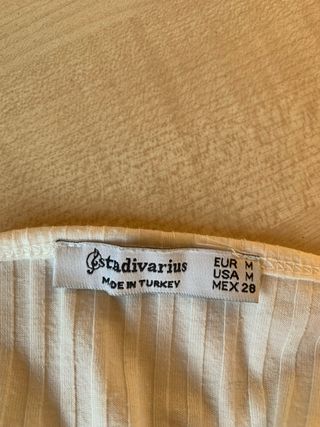 stradivarius
MADE IN TURKEY
EUR M
USA M
MEX 28